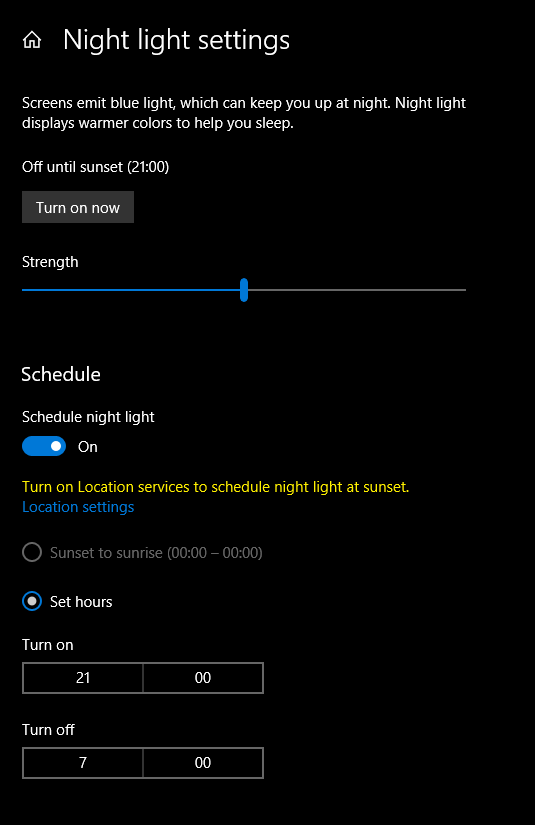 Night light settings
Screens emit blue light, which can keep you up at night. Night light
displays warmer colors to help you sleep.
Off until sunset (21:00)
Turn on now
Strength
Schedule
Schedule night light
On
Turn on Location services to schedule night light at sunset.
Location settings
Sunset to sunrise (00:00 – 00:00)
Set hours
Turn on
21 00
Turn off
7 00